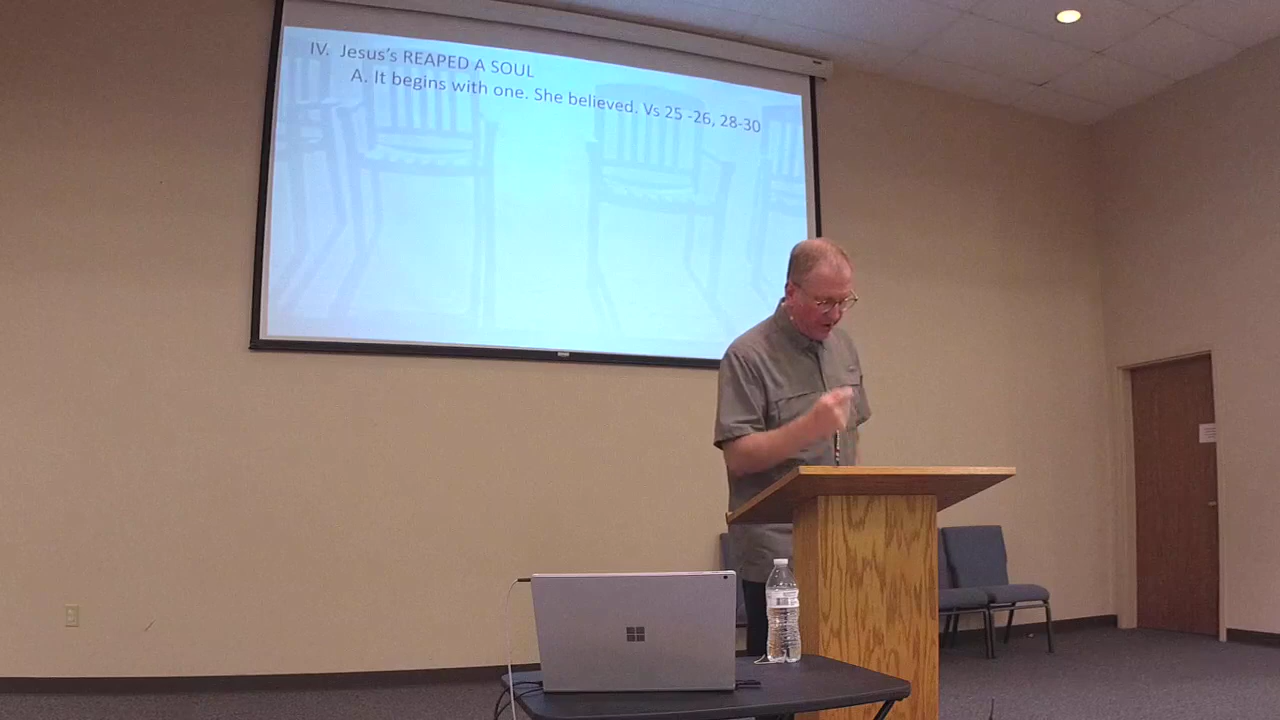 IV. Jesus's REAPED A SOUL
A. It begins with one. She believed. Vs 25 -26, 28-30